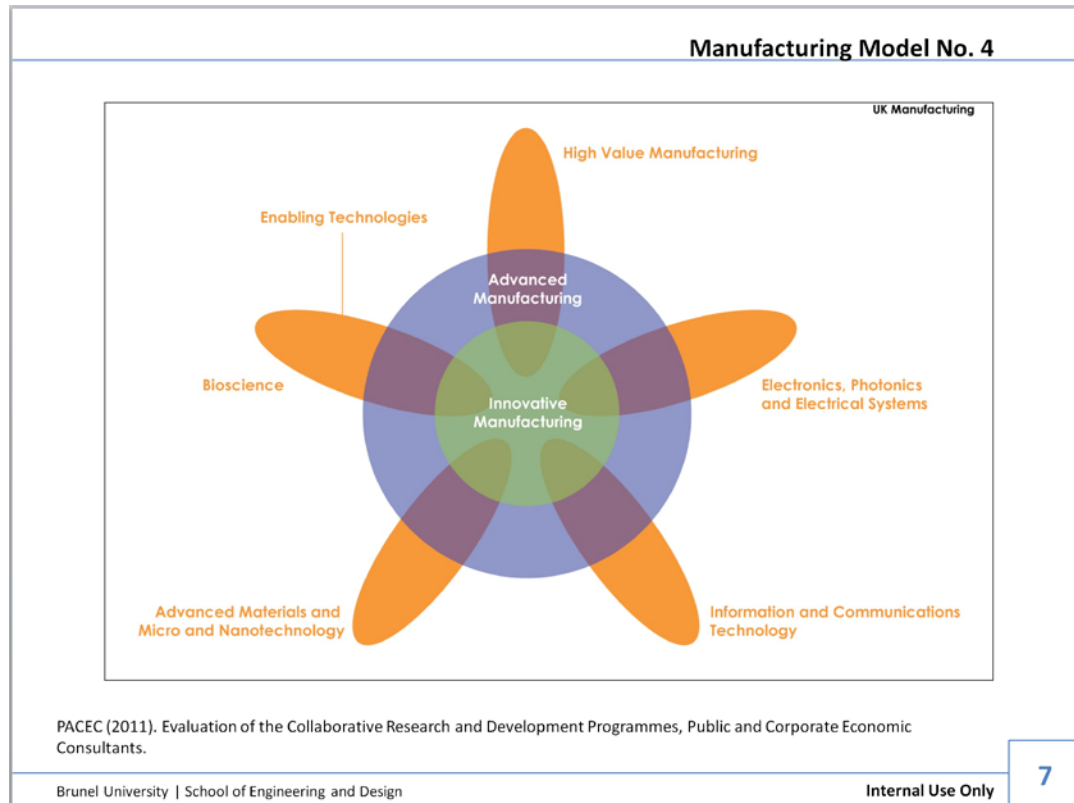 Manufacturing Model No. 4
UK Manufacturing
High Value Manufacturing
Enabling Technologies
Advanced
Manufacturing
Bioscience
Electronics, Photonics
and Electrical Systems
Innovative
Manufacturing
Advanced Materials and
Micro and Nanotechnology
Information and Communications
Technology
PACEC (2011). Evaluation of the Collaborative Research and Development Programmes, Public and Corporate Economic
Consultants.
Brunel University | School of Engineering and Design
Internal Use Only
7